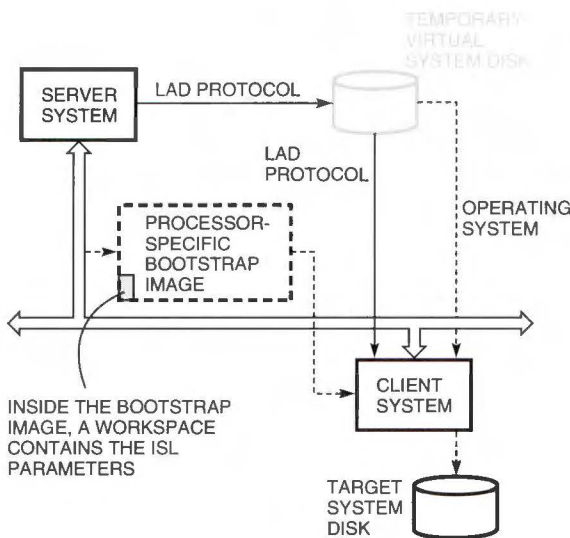 TEMPORARY
VIRTUAL
SYSTEM DISK
SERVER
SYSTEM
LAD PROTOCOL
LAD
PROTOCOL
OPERATING
SYSTEM
PROCESSOR-
SPECIFIC
BOOTSTRAP
IMAGE
CLIENT
SYSTEM
INSIDE THE BOOTSTRAP
IMAGE, A WORKSPACE
CONTAINS THE ISL
PARAMETERS
TARGET
SYSTEM
DISK